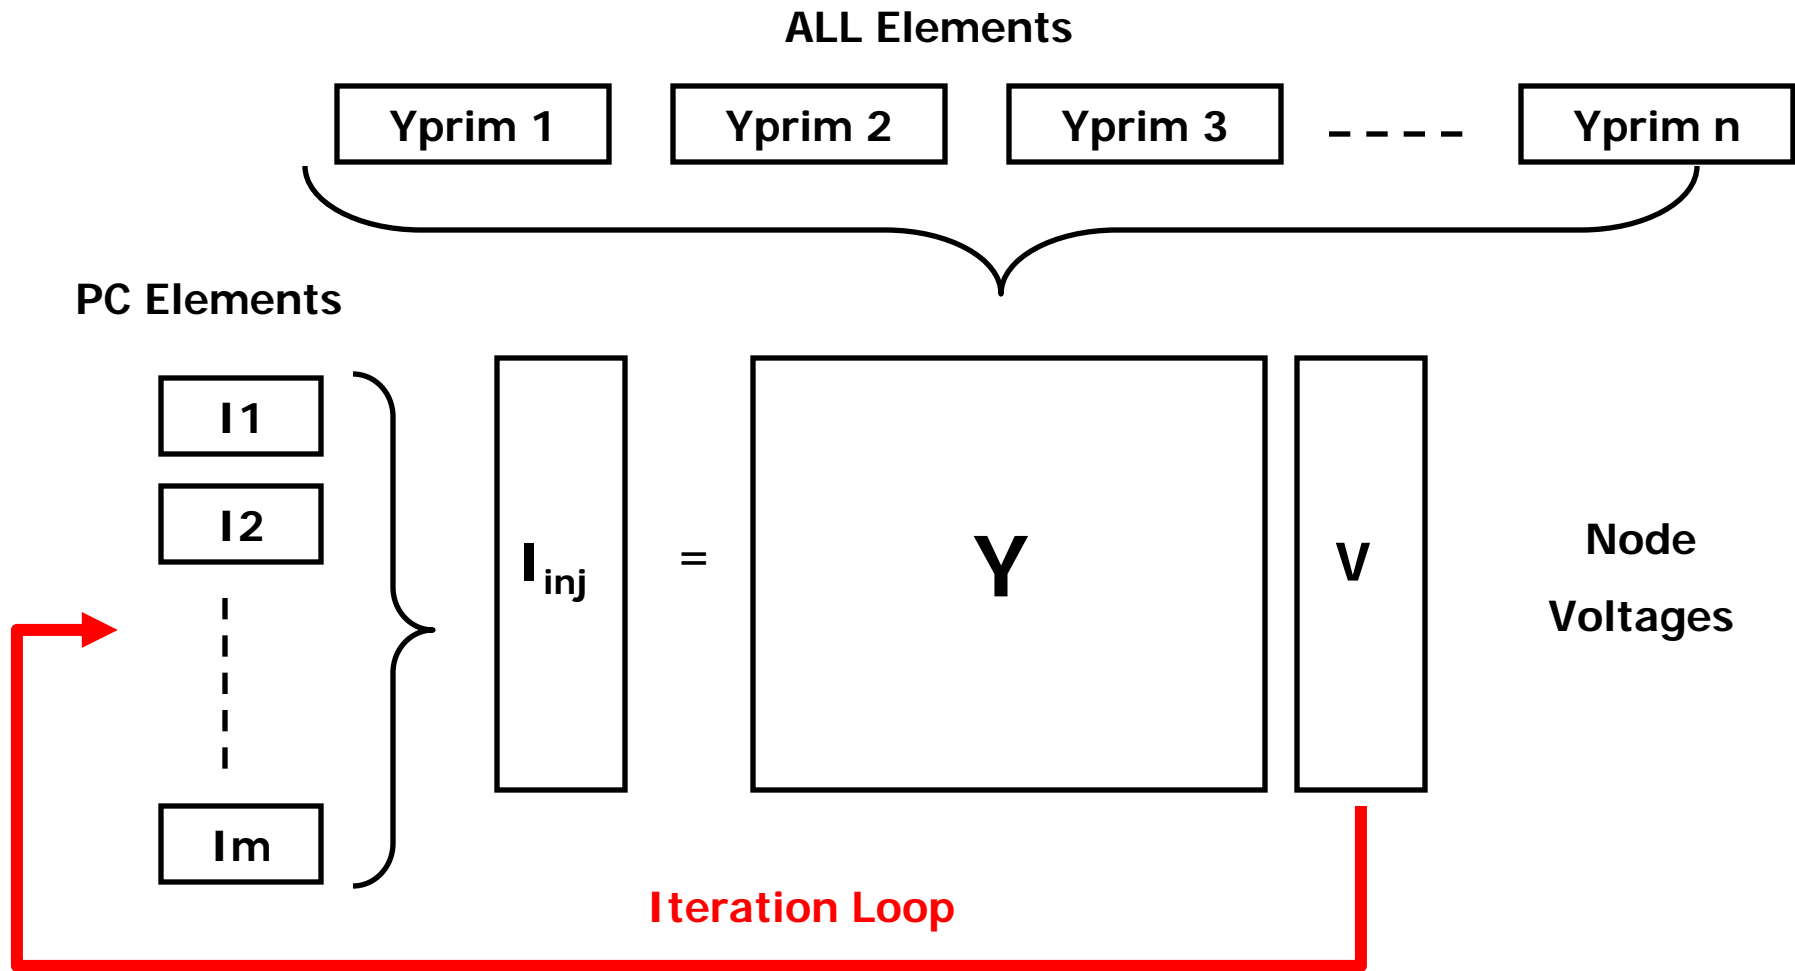 ALL Elements
Yprim 1 Yprim 2 Yprim 3 Yprim n
PC Elements
I1
I2
Im
Iinj = Y V
Node
Voltages
Iteration Loop